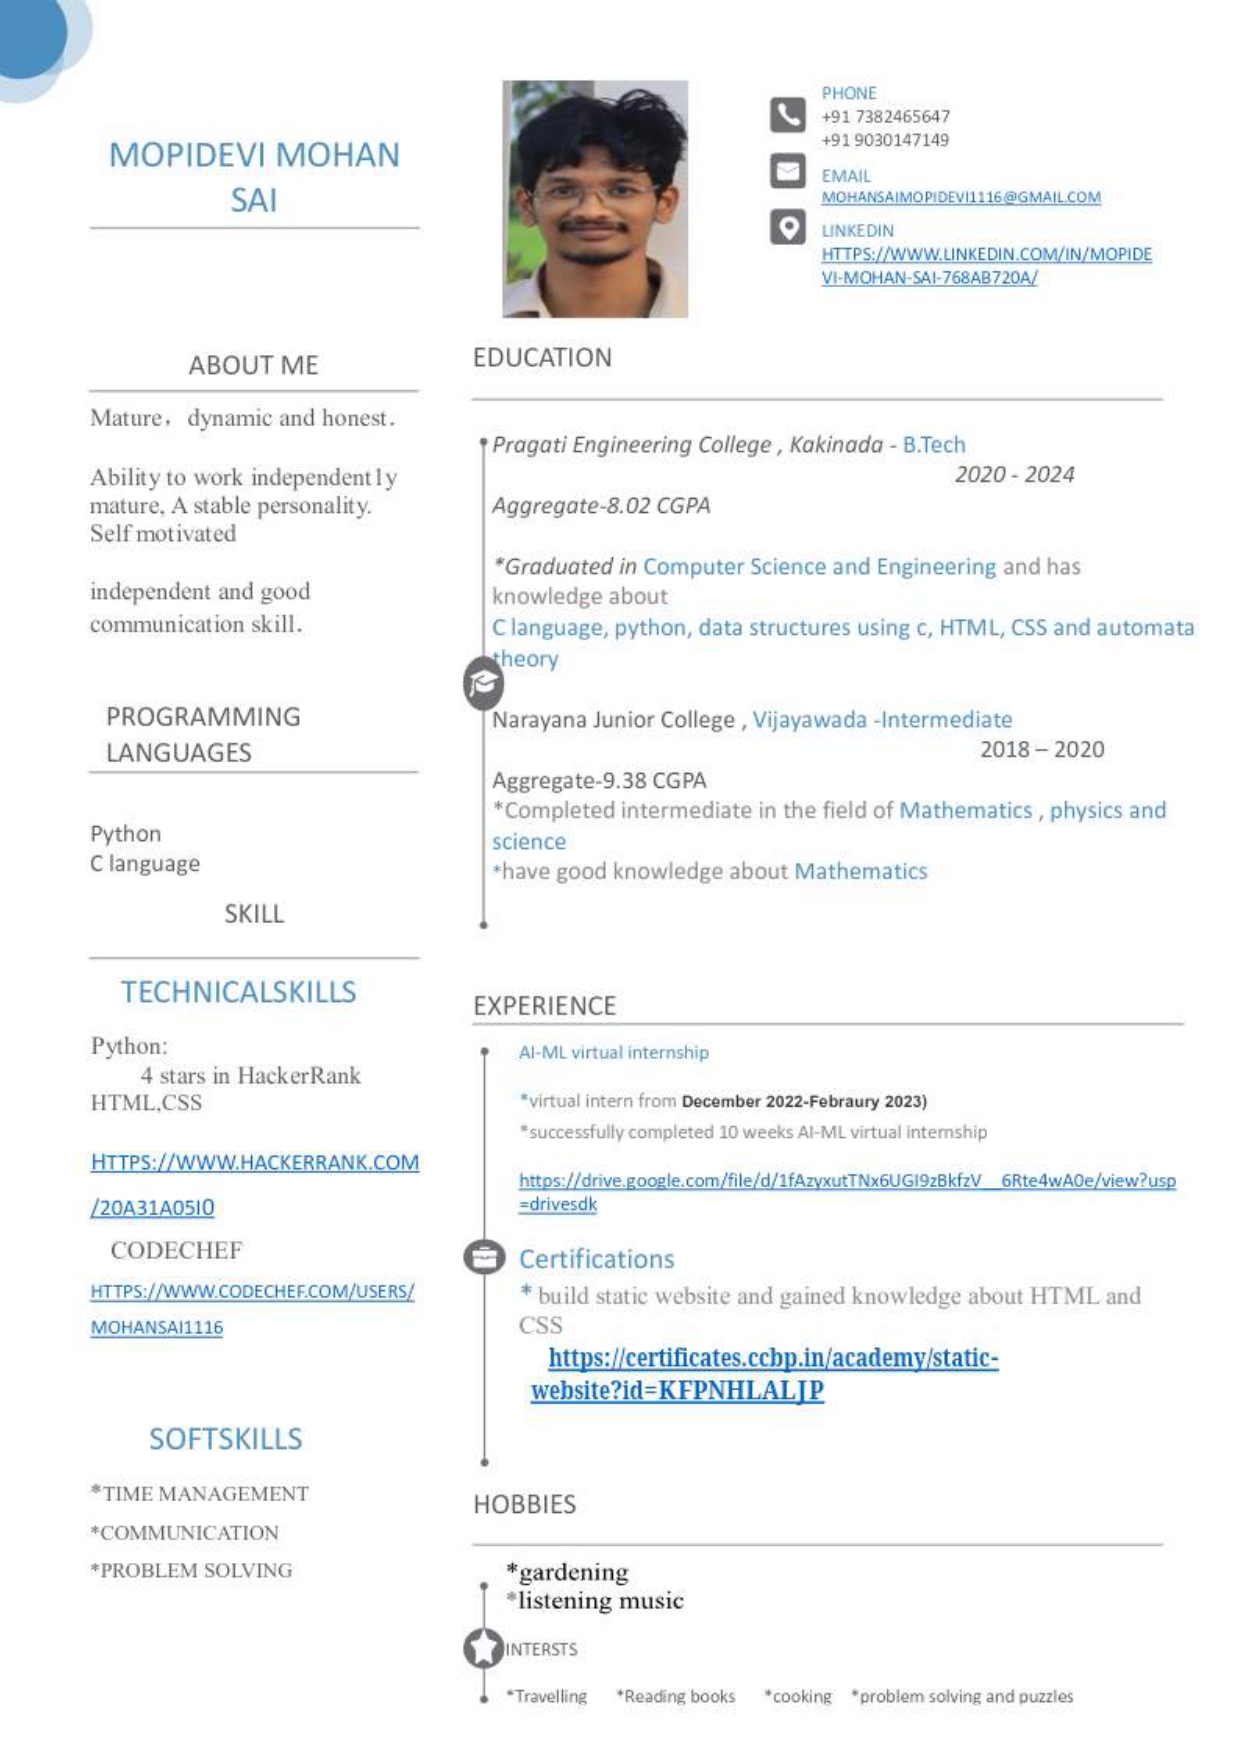 MOPIDEVI MOHAN
SAI
PHONE
+91 7382465647
+91 9030147149
EMAIL
MOHANSAIMOPIDEVI1116@GMAIL.COM
LINKEDIN
HTTPS://WWW.LINKEDIN.COM/IN/MOPIDE
VI-MOHAN-SAI-768AB720A/
ABOUT ME
Mature, dynamic and honest.
Ability to work independently
mature, A stable personality.
Self motivated
independent and good
communication skill.
PROGRAMMING
LANGUAGES
Python
C language
SKILL
TECHNICALSKILLS
Python:
4 stars in HackerRank
HTML,CSS
HTTPS://WWW.HACKERRANK.COM
/20A31A05I0
CODECHEF
HTTPS://WWW.CODECHEF.COM/USERS/
MOHANSAI1116
SOFTSKILLS
*TIME MANAGEMENT
*COMMUNICATION
*PROBLEM SOLVING
EDUCATION
Pragati Engineering College , Kakinada - B.Tech
2020 - 2024
Aggregate-8.02 CGPA
*Graduated in Computer Science and Engineering and has
knowledge about
C language, python, data structures using c, HTML, CSS and automata
theory
Narayana Junior College , Vijayawada -Intermediate
2018 – 2020
Aggregate-9.38 CGPA
*Completed intermediate in the field of Mathematics , physics and
science
*have good knowledge about Mathematics
EXPERIENCE
AI-ML virtual internship
*virtual intern from December 2022-Febraury 2023)
*successfully completed 10 weeks AI-ML virtual internship
https://drive.google.com/file/d/1fAzyxutTNx6UGI9zBkfzV__6Rte4wA0e/view?usp
=drivesdk
Certifications
* build static website and gained knowledge about HTML and
CSS
https://certificates.ccbp.in/academy/static-
website?id=KFPNHLALJP
HOBBIES
*gardening
*listening music
INTERSTS
*Travelling *Reading books *cooking *problem solving and puzzles